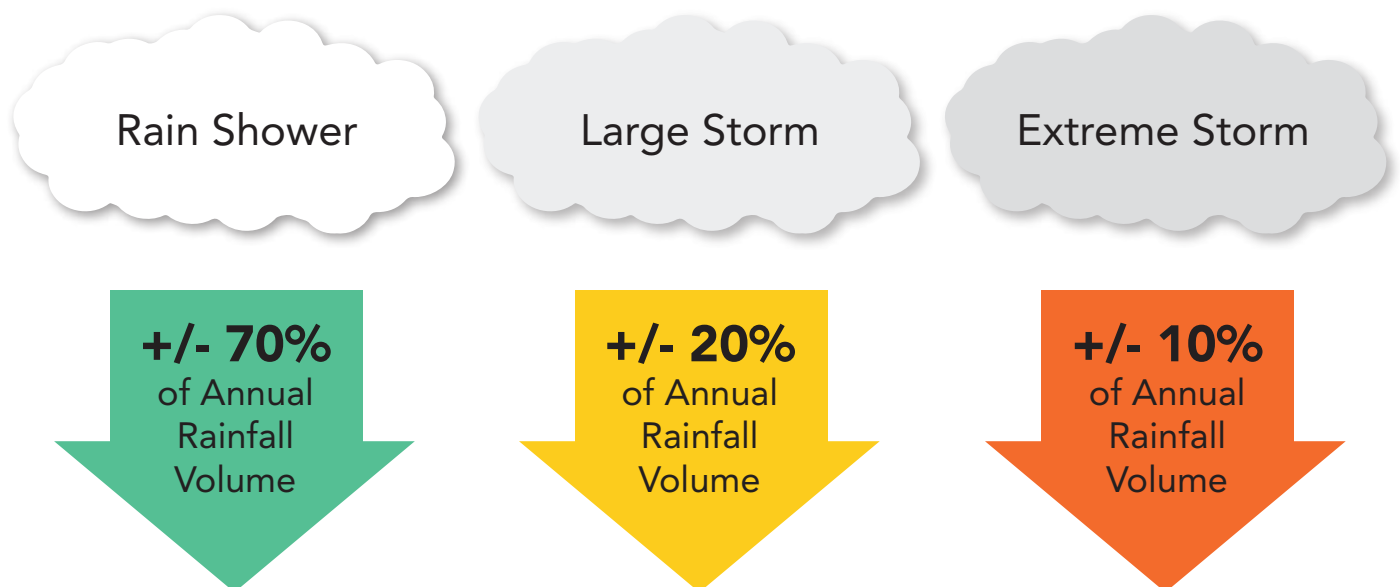 Rain Shower
Large Storm
Extreme Storm
+/- 70%
of Annual
Rainfall
Volume
+/- 20%
of Annual
Rainfall
Volume
+/- 10%
of Annual
Rainfall
Volume